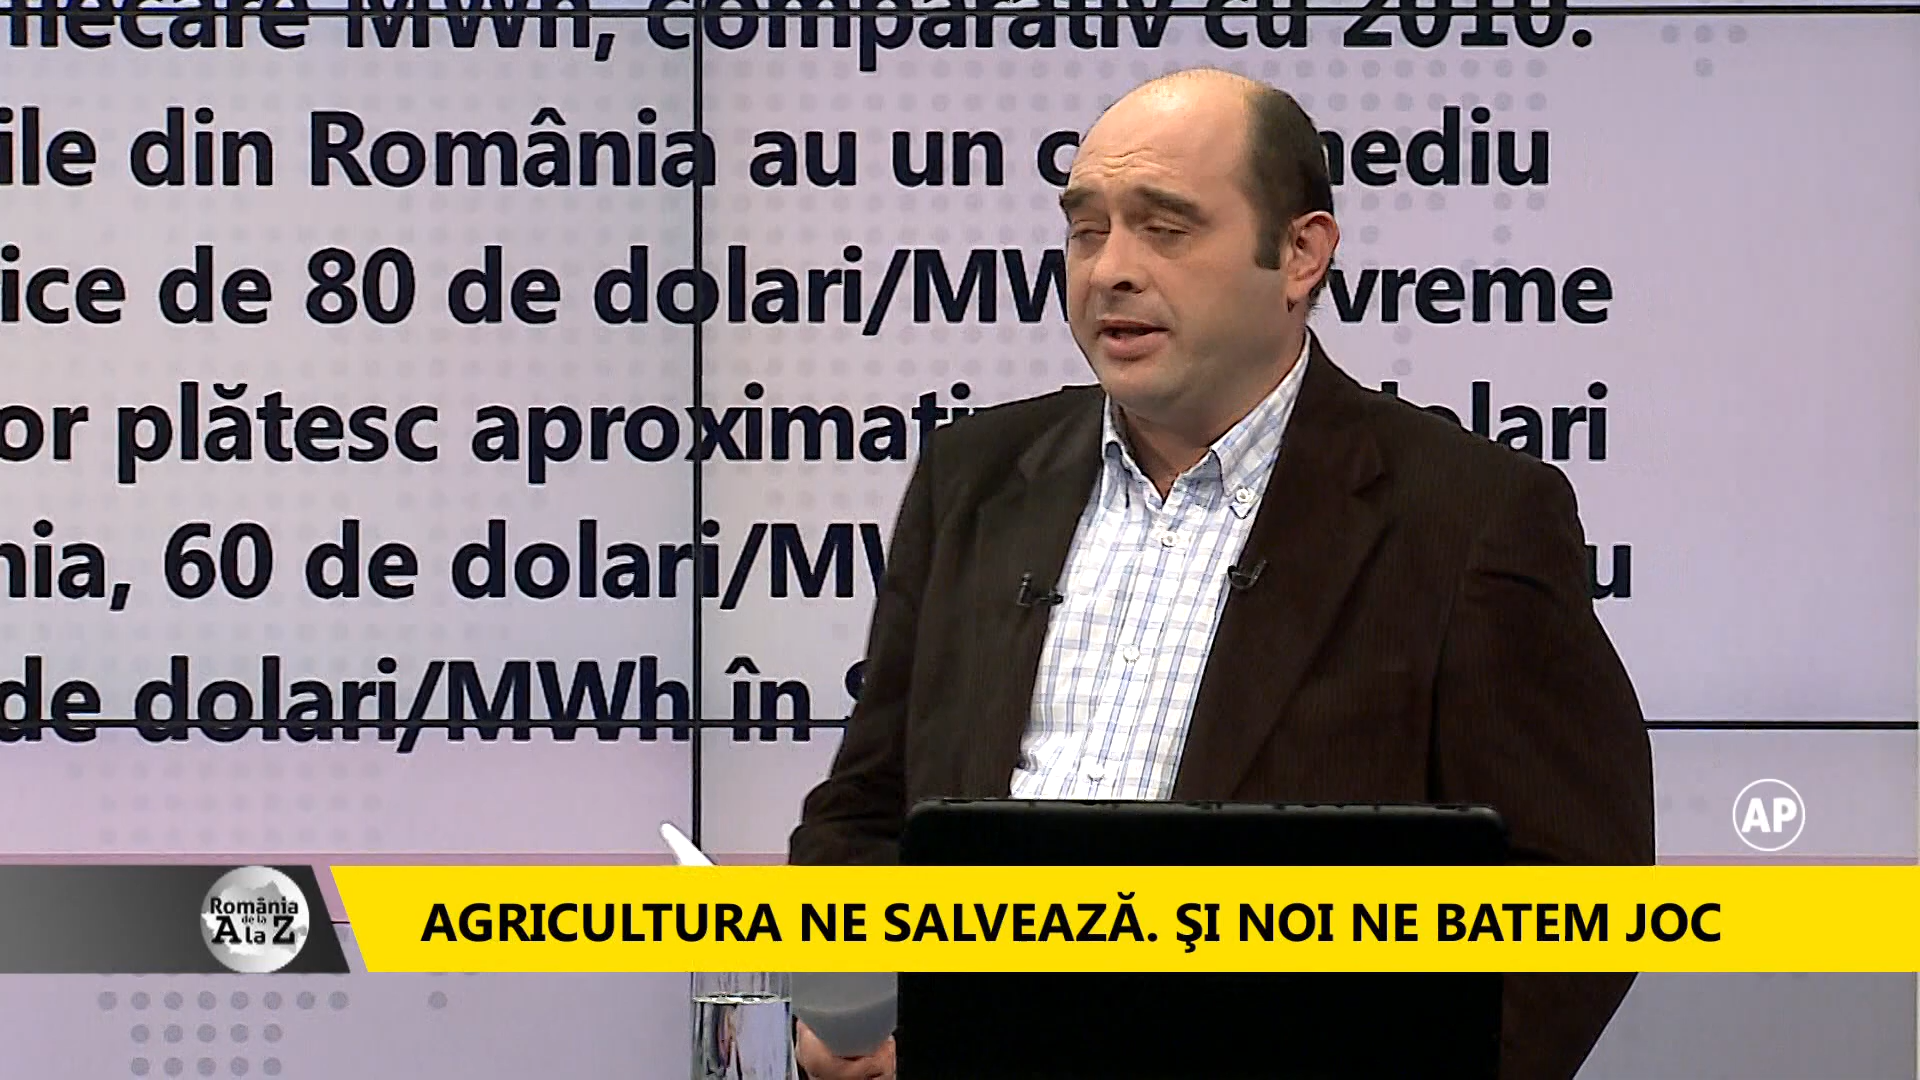 fiecare MWh, comparativ cu 2010.
ile din România au un mediu
ice de 80 de dolari/MW vreme
or plătesc aproximativ dolari
nia, 60 de dolari/MW u
de dolari/MWh în S
AP
România
de la
A la Z
AGRICULTURA NE SALVEAZĂ. ŞI NOI NE BATEM JOC